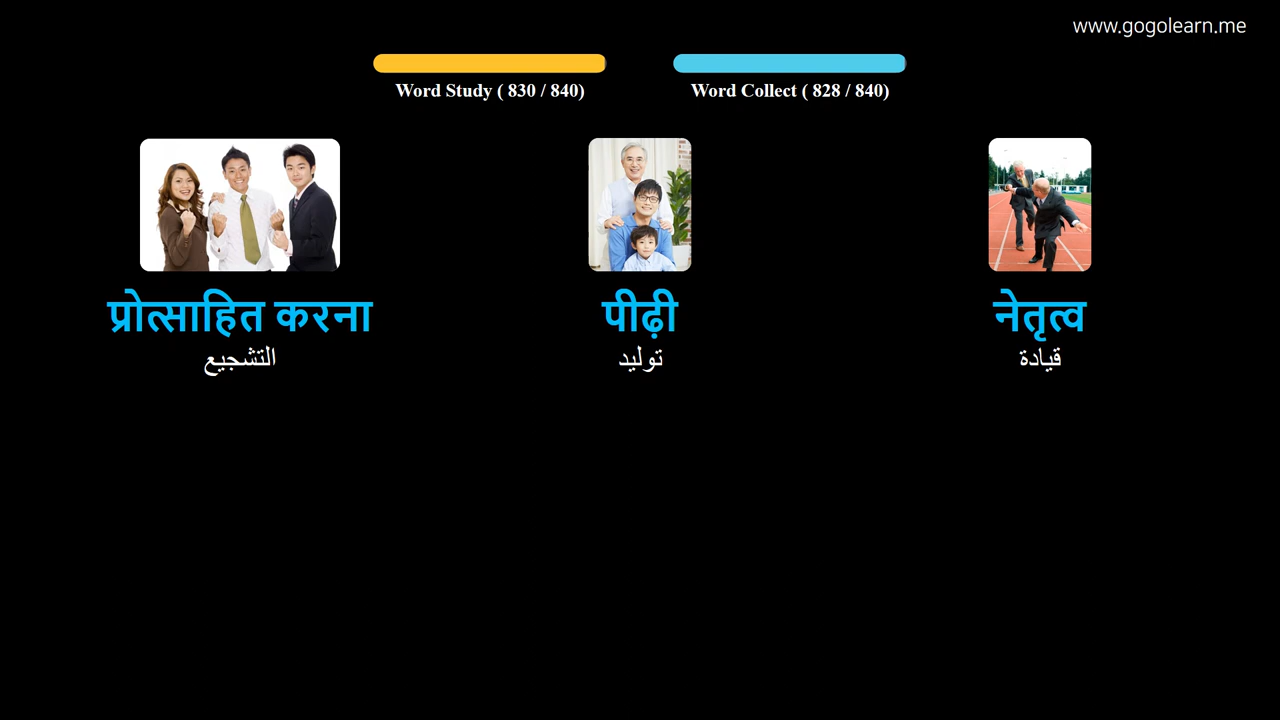 www.gogolearn.me
Word Study ( 830 / 840)
Word Collect ( 828 / 840)
प्रोत्साहित करना
التشجيع
पीढ़ी
توليد
नेतृत्व
قيادة